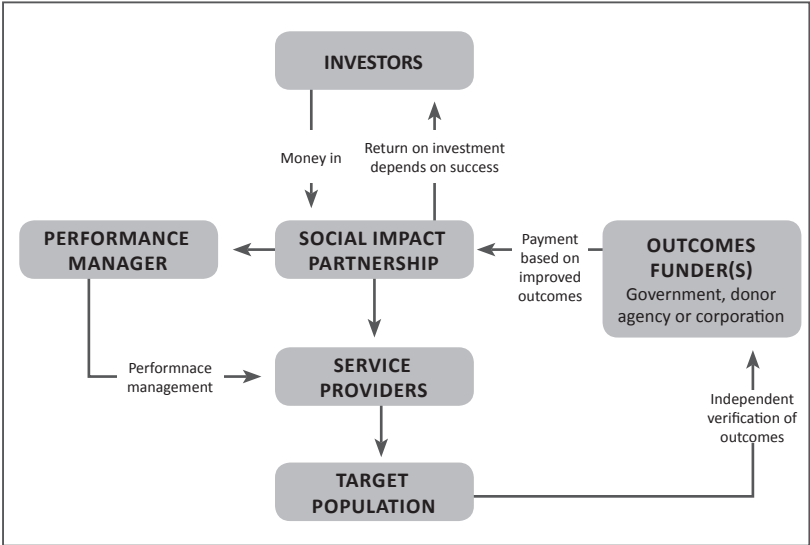 INVESTORS
Money in
Return on investment
depends on success
PERFORMANCE
MANAGER
SOCIAL IMPACT
PARTNERSHIP
Payment
based on
improved
outcomes
OUTCOMES
FUNDER(S)
Government, donor
agency or corporation
Performnace
management
SERVICE
PROVIDERS
Independent
verification of
outcomes
TARGET
POPULATION